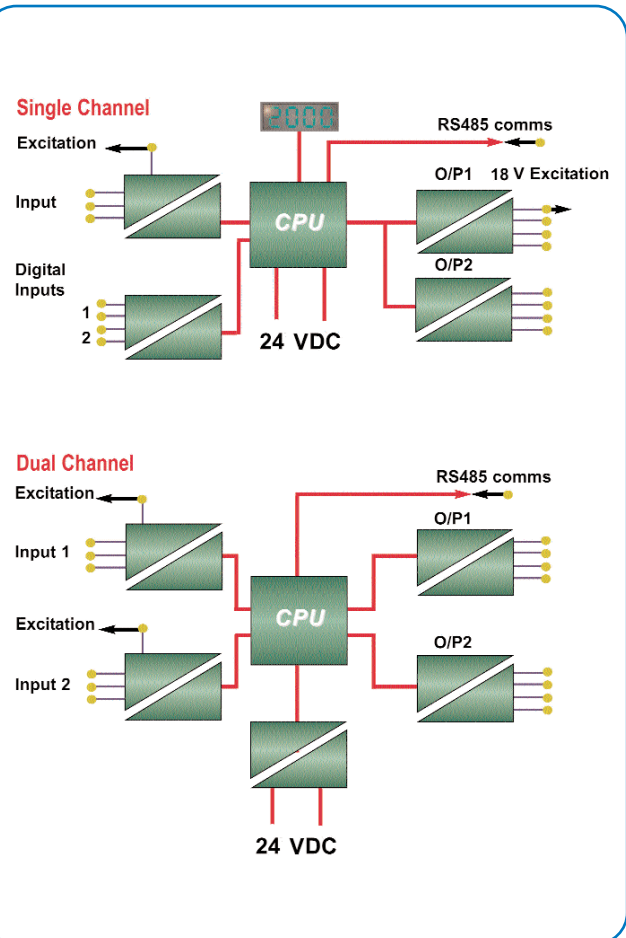 Single Channel
2000
RS485 comms
Excitation
O/P1 18 V Excitation
Input
CPU
O/P2
Digital
Inputs
1
2
24 VDC
Dual Channel
RS485 comms
Excitation
O/P1
Input 1
CPU
Excitation
O/P2
Input 2
24 VDC